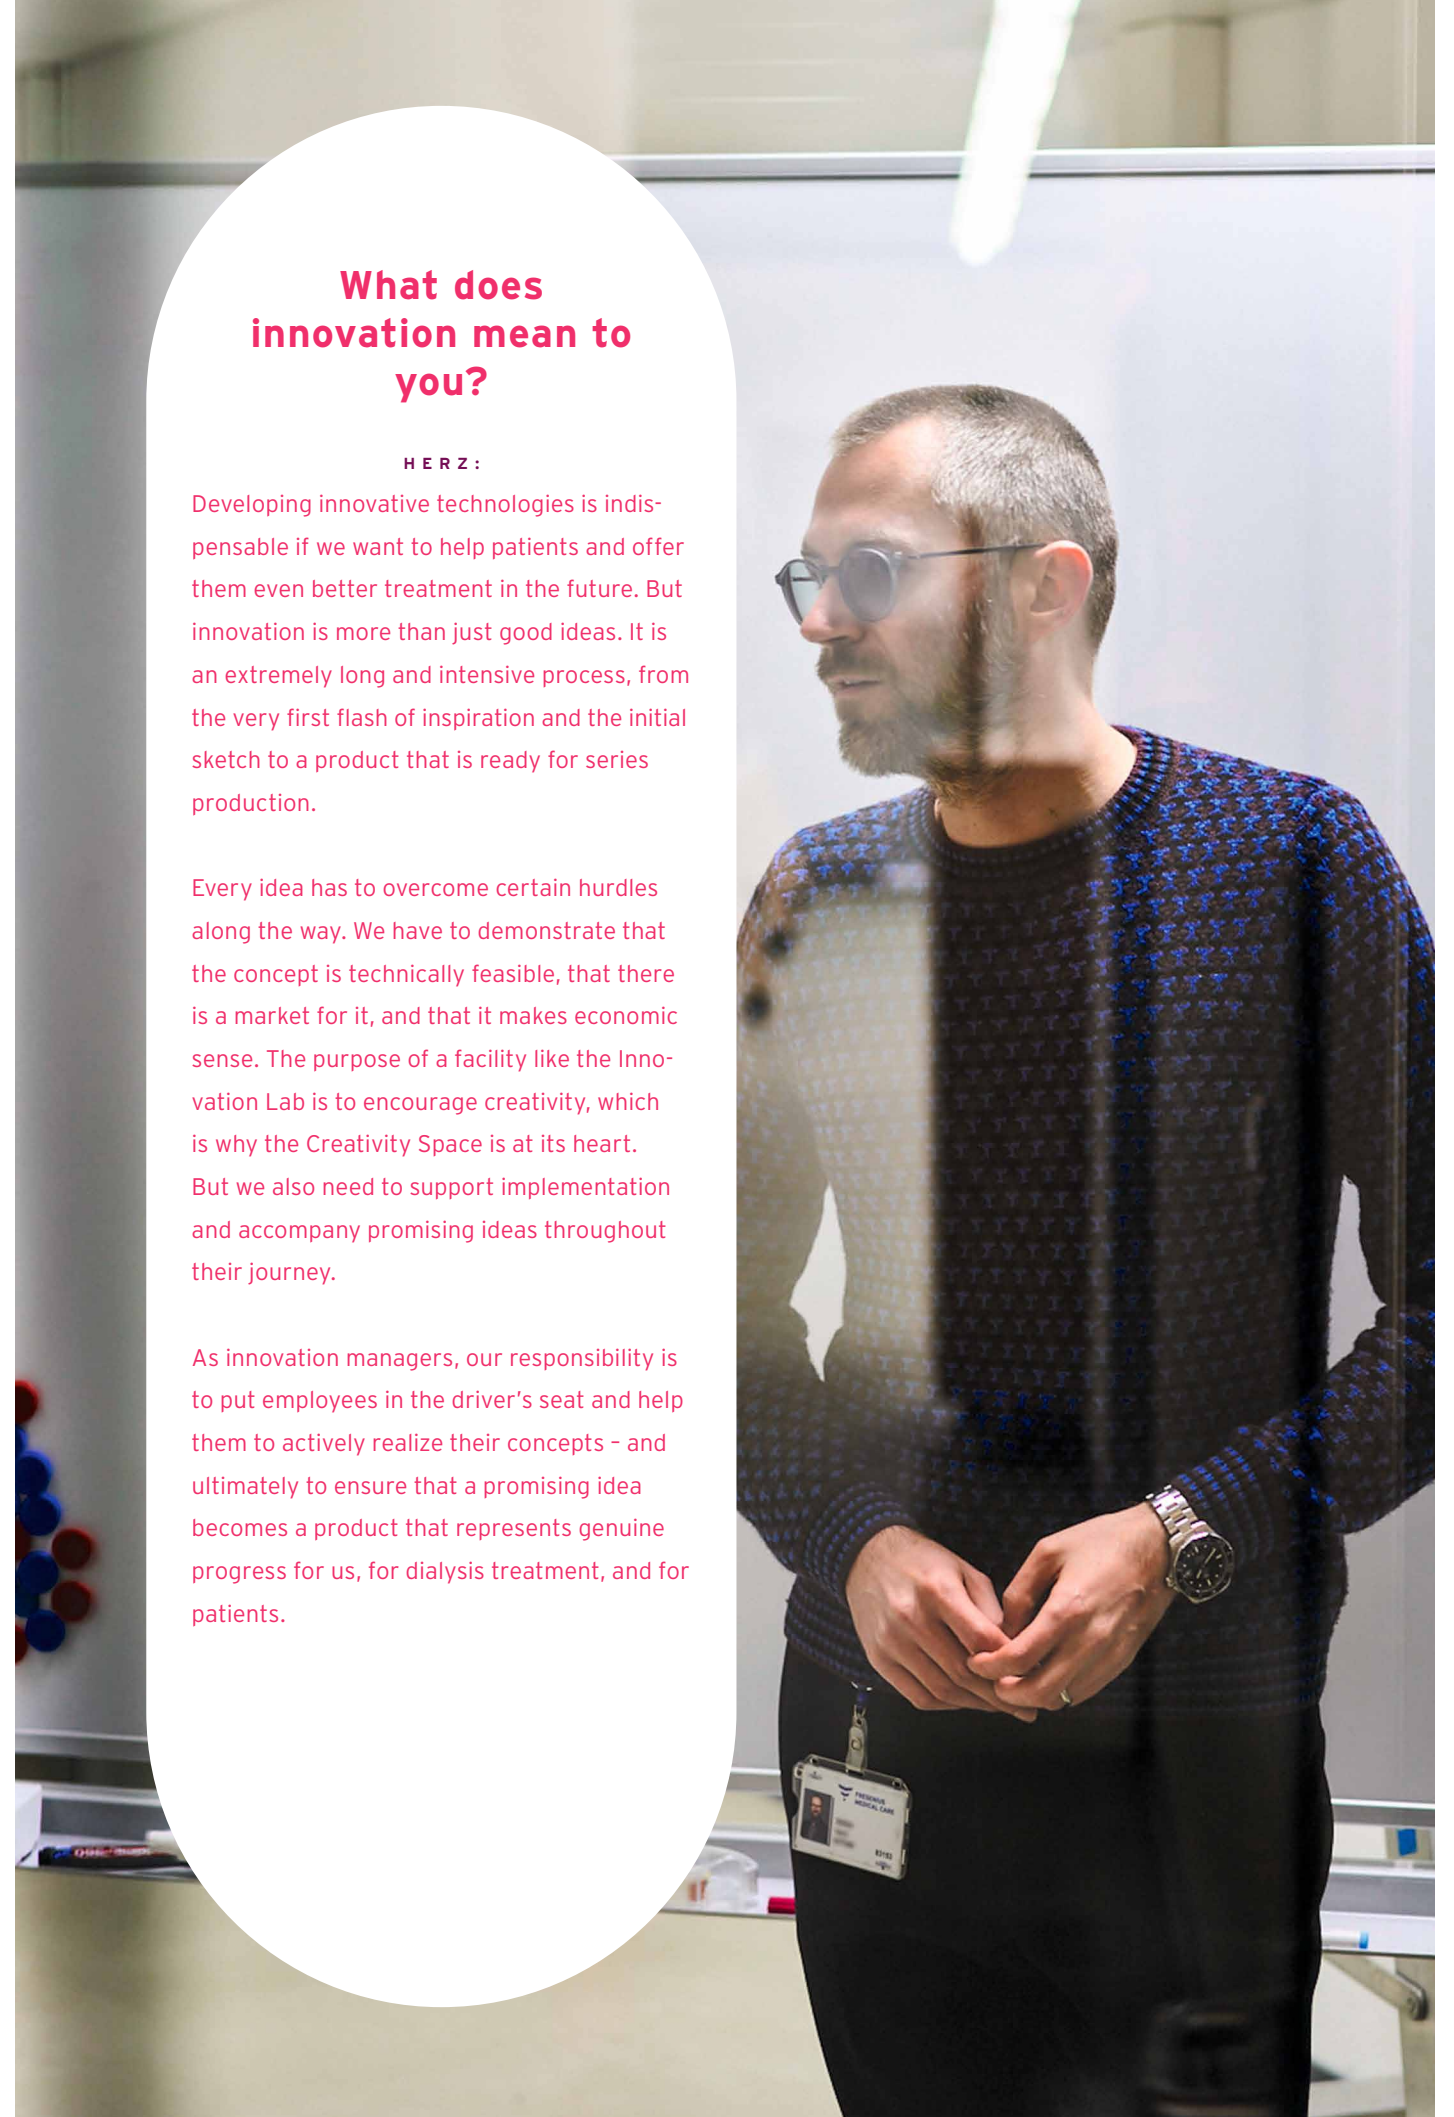 What does
innovation mean to
you?
HERZ:
Developing innovative technologies is indis-
pensable if we want to help patients and offer
them even better treatment in the future. But
innovation is more than just good ideas. It is
an extremely long and intensive process, from
the very first flash of inspiration and the initial
sketch to a product that is ready for series
production.
Every idea has to overcome certain hurdles
along the way. We have to demonstrate that
the concept is technically feasible, that there
is a market for it, and that it makes economic
sense. The purpose of a facility like the Inno-
vation Lab is to encourage creativity, which
is why the Creativity Space is at its heart.
But we also need to support implementation
and accompany promising ideas throughout
their journey.
As innovation managers, our responsibility is
to put employees in the driver's seat and help
them to actively realize their concepts – and
ultimately to ensure that a promising idea
becomes a product that represents genuine
progress for us, for dialysis treatment, and for
patients.
FRESENIUS
MEDICAL CARE